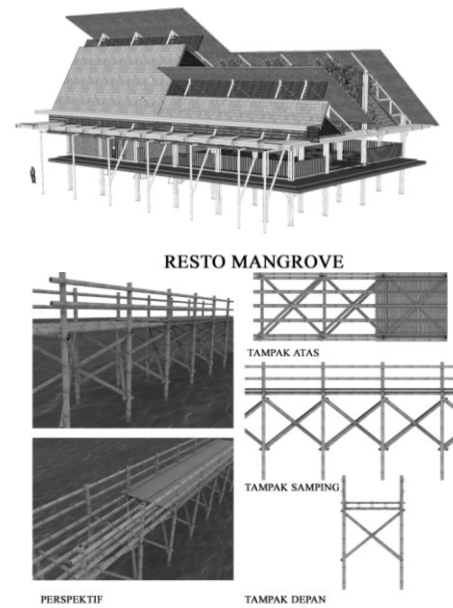 RESTO MANGROVE
TAMPAK ATAS
TAMPAK SAMPING
PERSPEKTIF
TAMPAK DEPAN